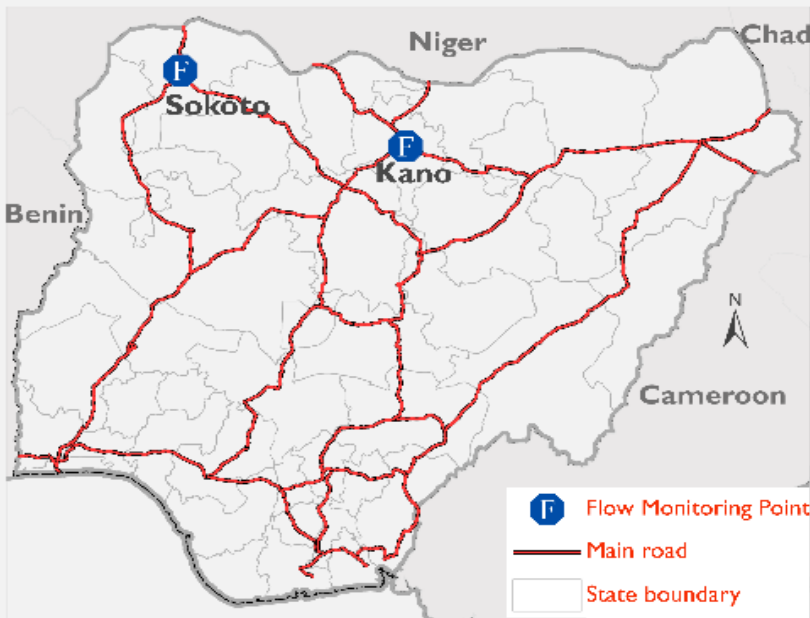 Niger
Chad
F
Sokoto
F
Kano
Benin
N
Cameroon
F Flow Monitoring Point
Main road
State boundary